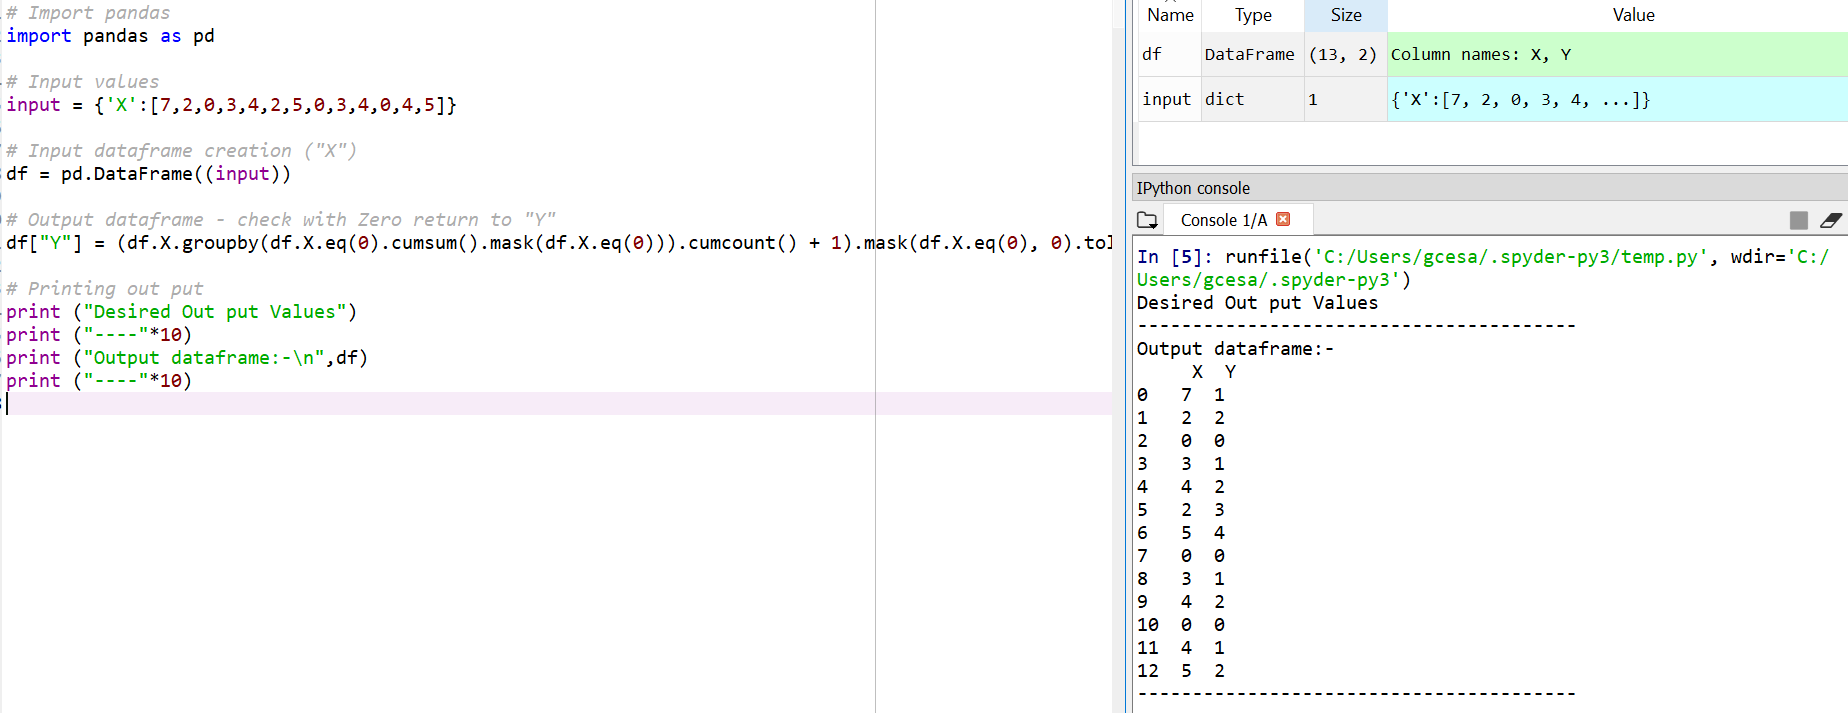 # Import pandas
import pandas as pd
# Input values
input = {'X':[7,2,0,3,4,2,5,0,3,4,0,4,5]}
# Input dataframe creation ("X")
df = pd.DataFrame((input))
# Output dataframe - check with Zero return to "Y"
df["Y"] = (df.X.groupby(df.X.eq(0).cumsum().mask(df.X.eq(0))).cumcount() + 1).mask(df.X.eq(0), 0).tol
# Printing out put
print ("Desired Out put Values")
print ("----"*10)
print ("Output dataframe:-\n",df)
print ("----"*10)
Name Type Size Value
df DataFrame (13, 2) Column names: X, Y
input dict 1 {'X':[7, 2, 0, 3, 4, ...]}
IPython console
Console 1/A
In [5]: runfile('C:/Users/gcesa/.spyder-py3/temp.py', wdir='C:/
Users/gcesa/.spyder-py3')
Desired Out put Values
----------------------------------------
Output dataframe:-
X Y
0 7 1
1 2 2
2 0 0
3 3 1
4 4 2
5 2 3
6 5 4
7 0 0
8 3 1
9 4 2
10 0 0
11 4 1
12 5 2
----------------------------------------